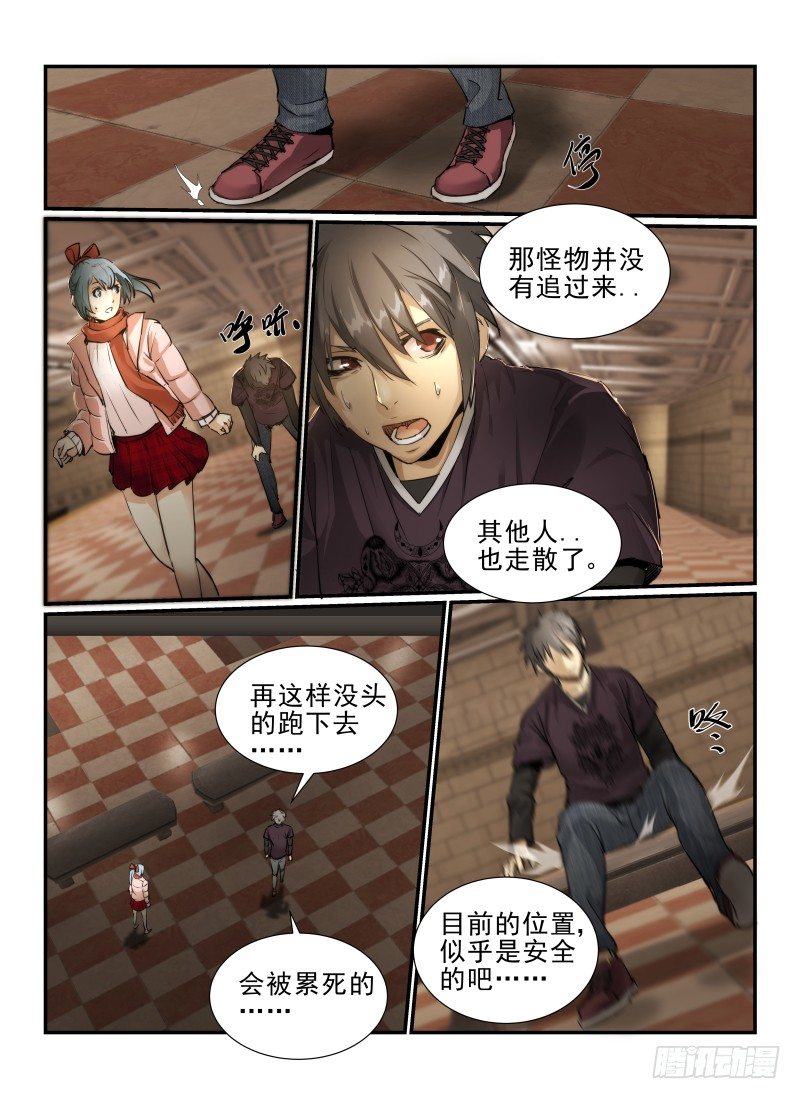 停
那怪物并没
有追过来..
呼哧.
其他人..
也走散了。
再这样没头
的跑下去
……
会被累死的
……
咚
目前的位置，
似乎是安全
的吧……
腾讯动漫